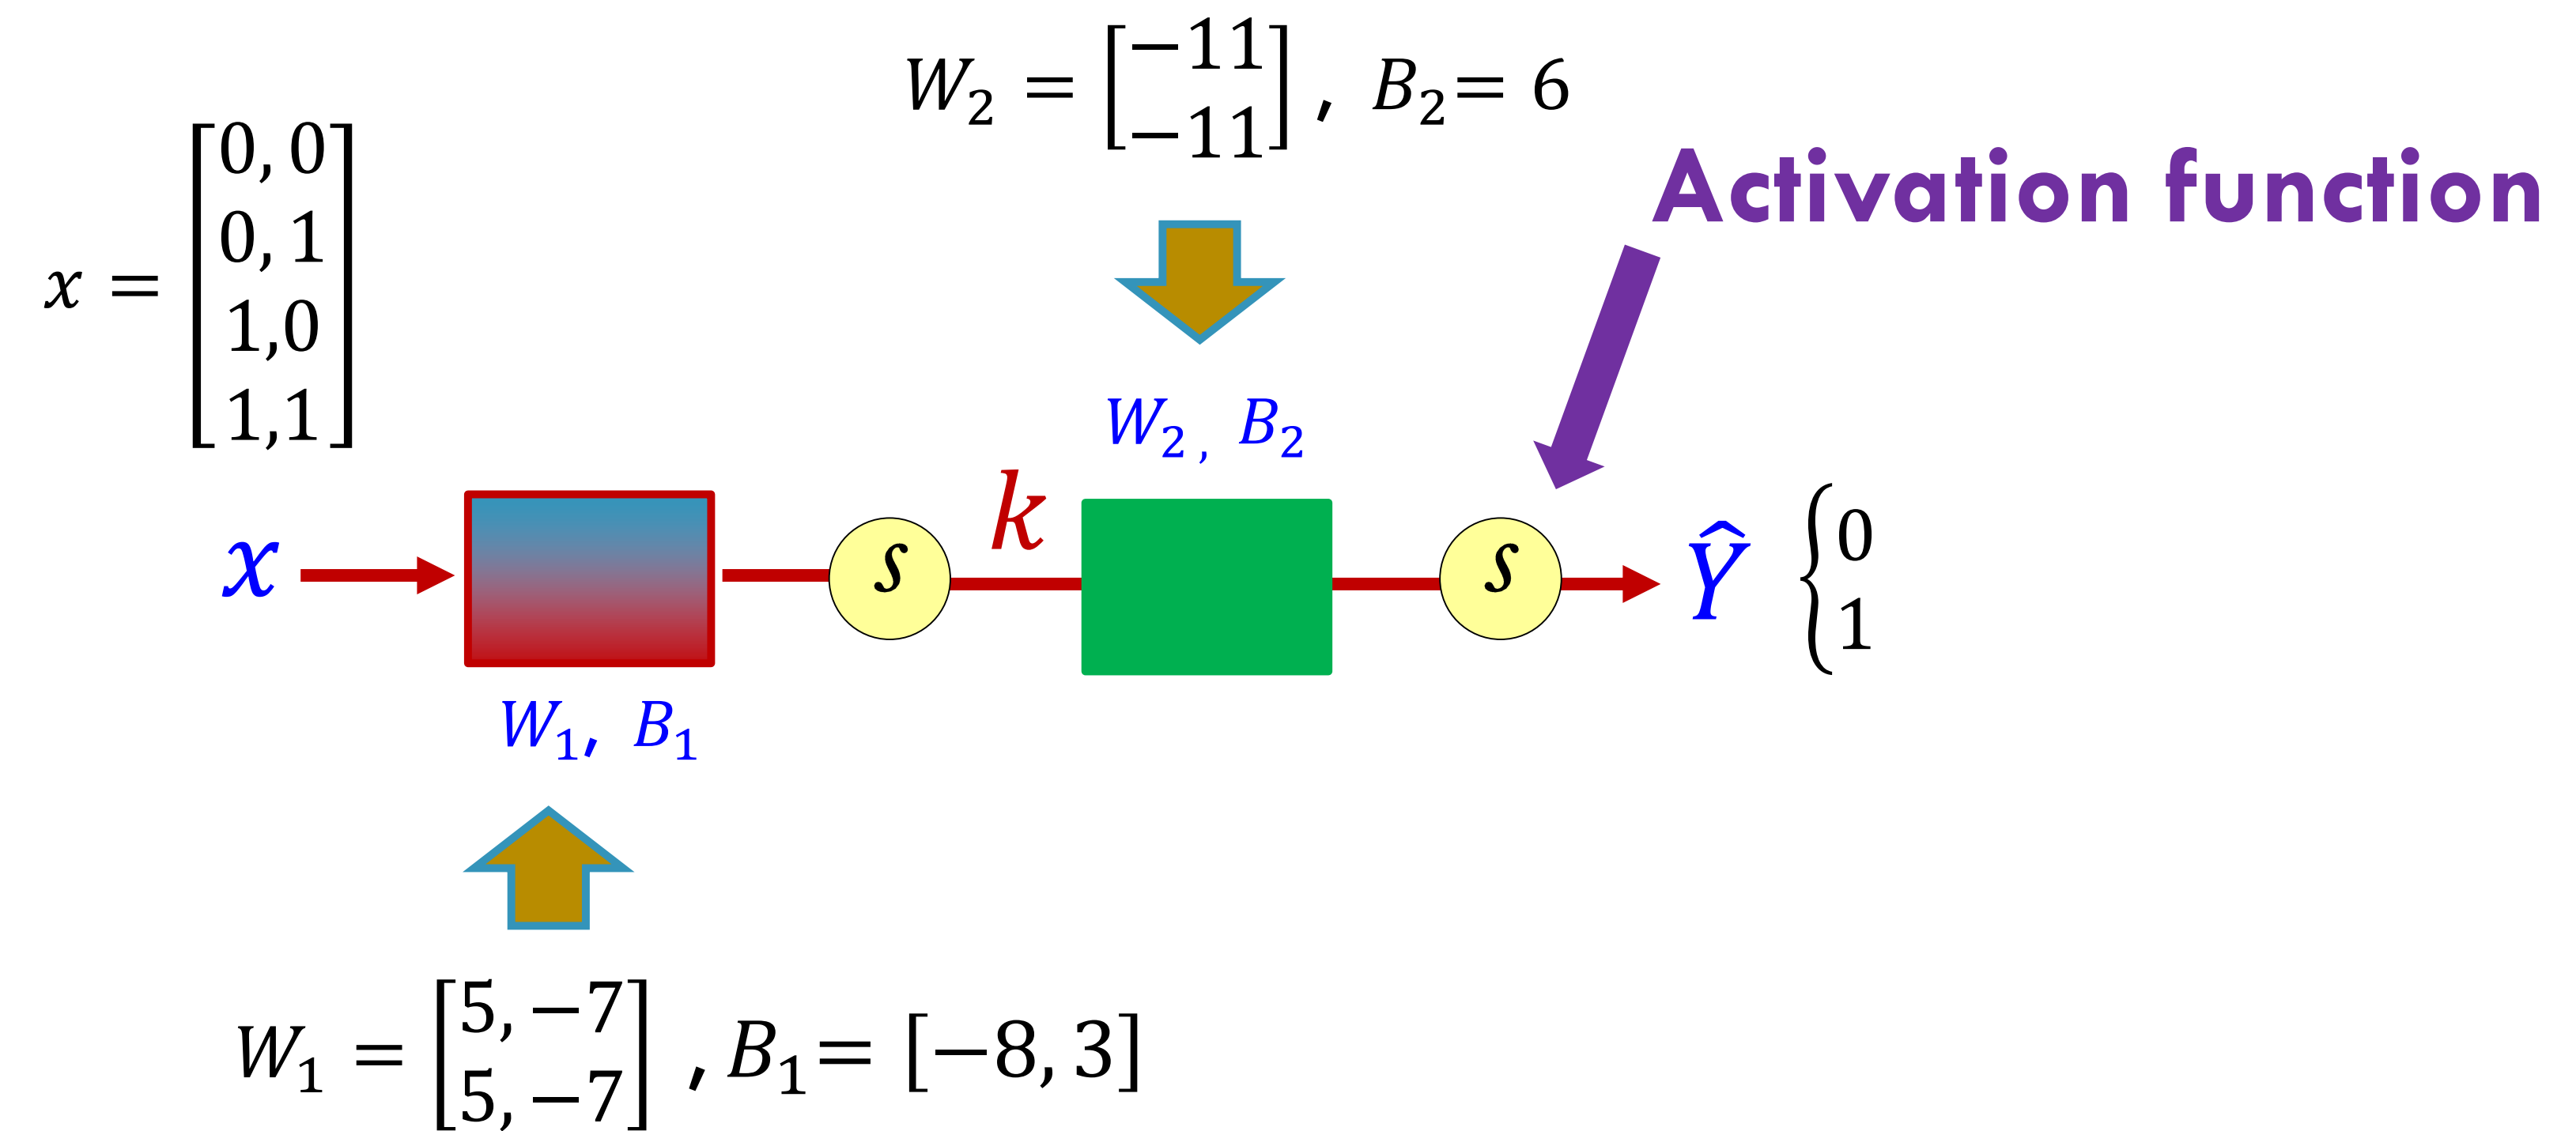 W₂ = [−11
−11] , B₂= 6
Activation function
x = [0, 0
0, 1
1,0
1,1]
W₂ , B₂
x
s
k
s
Ŷ {0
1
W₁, B₁
W₁ = [5, −7
5, −7] , B₁= [−8, 3]